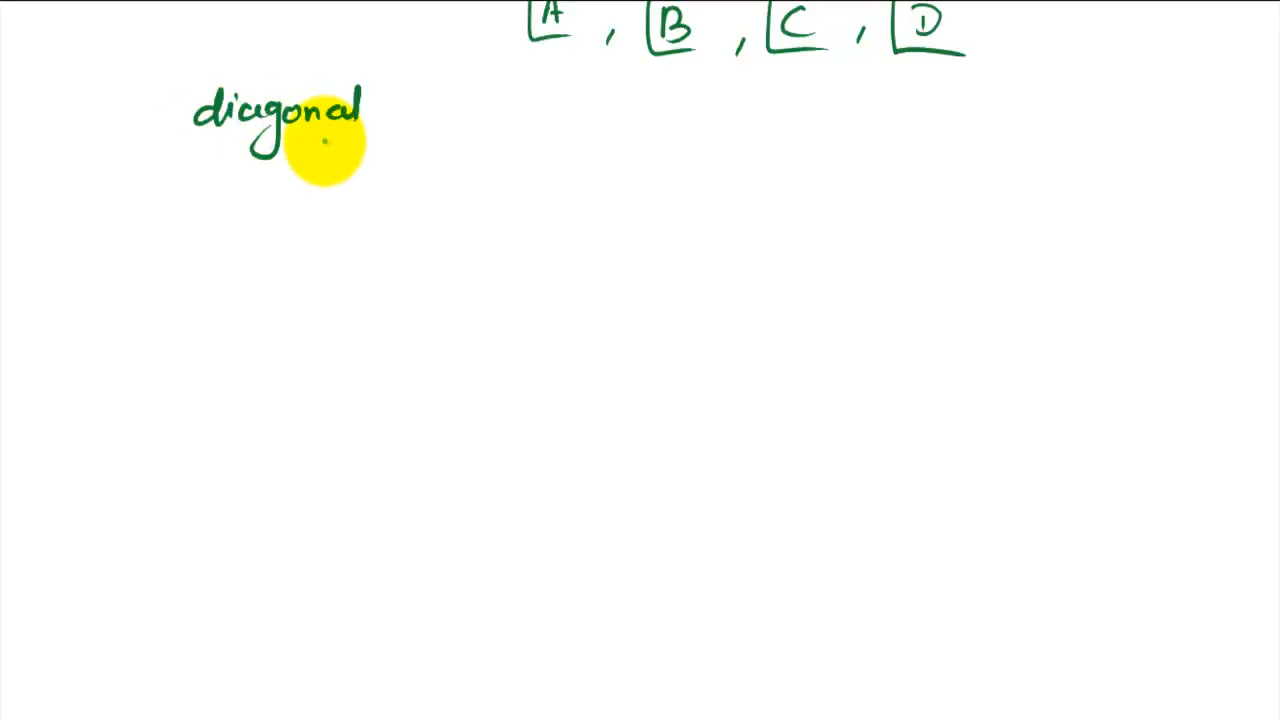 ∠A, ∠B, ∠C, ∠D
diagonal